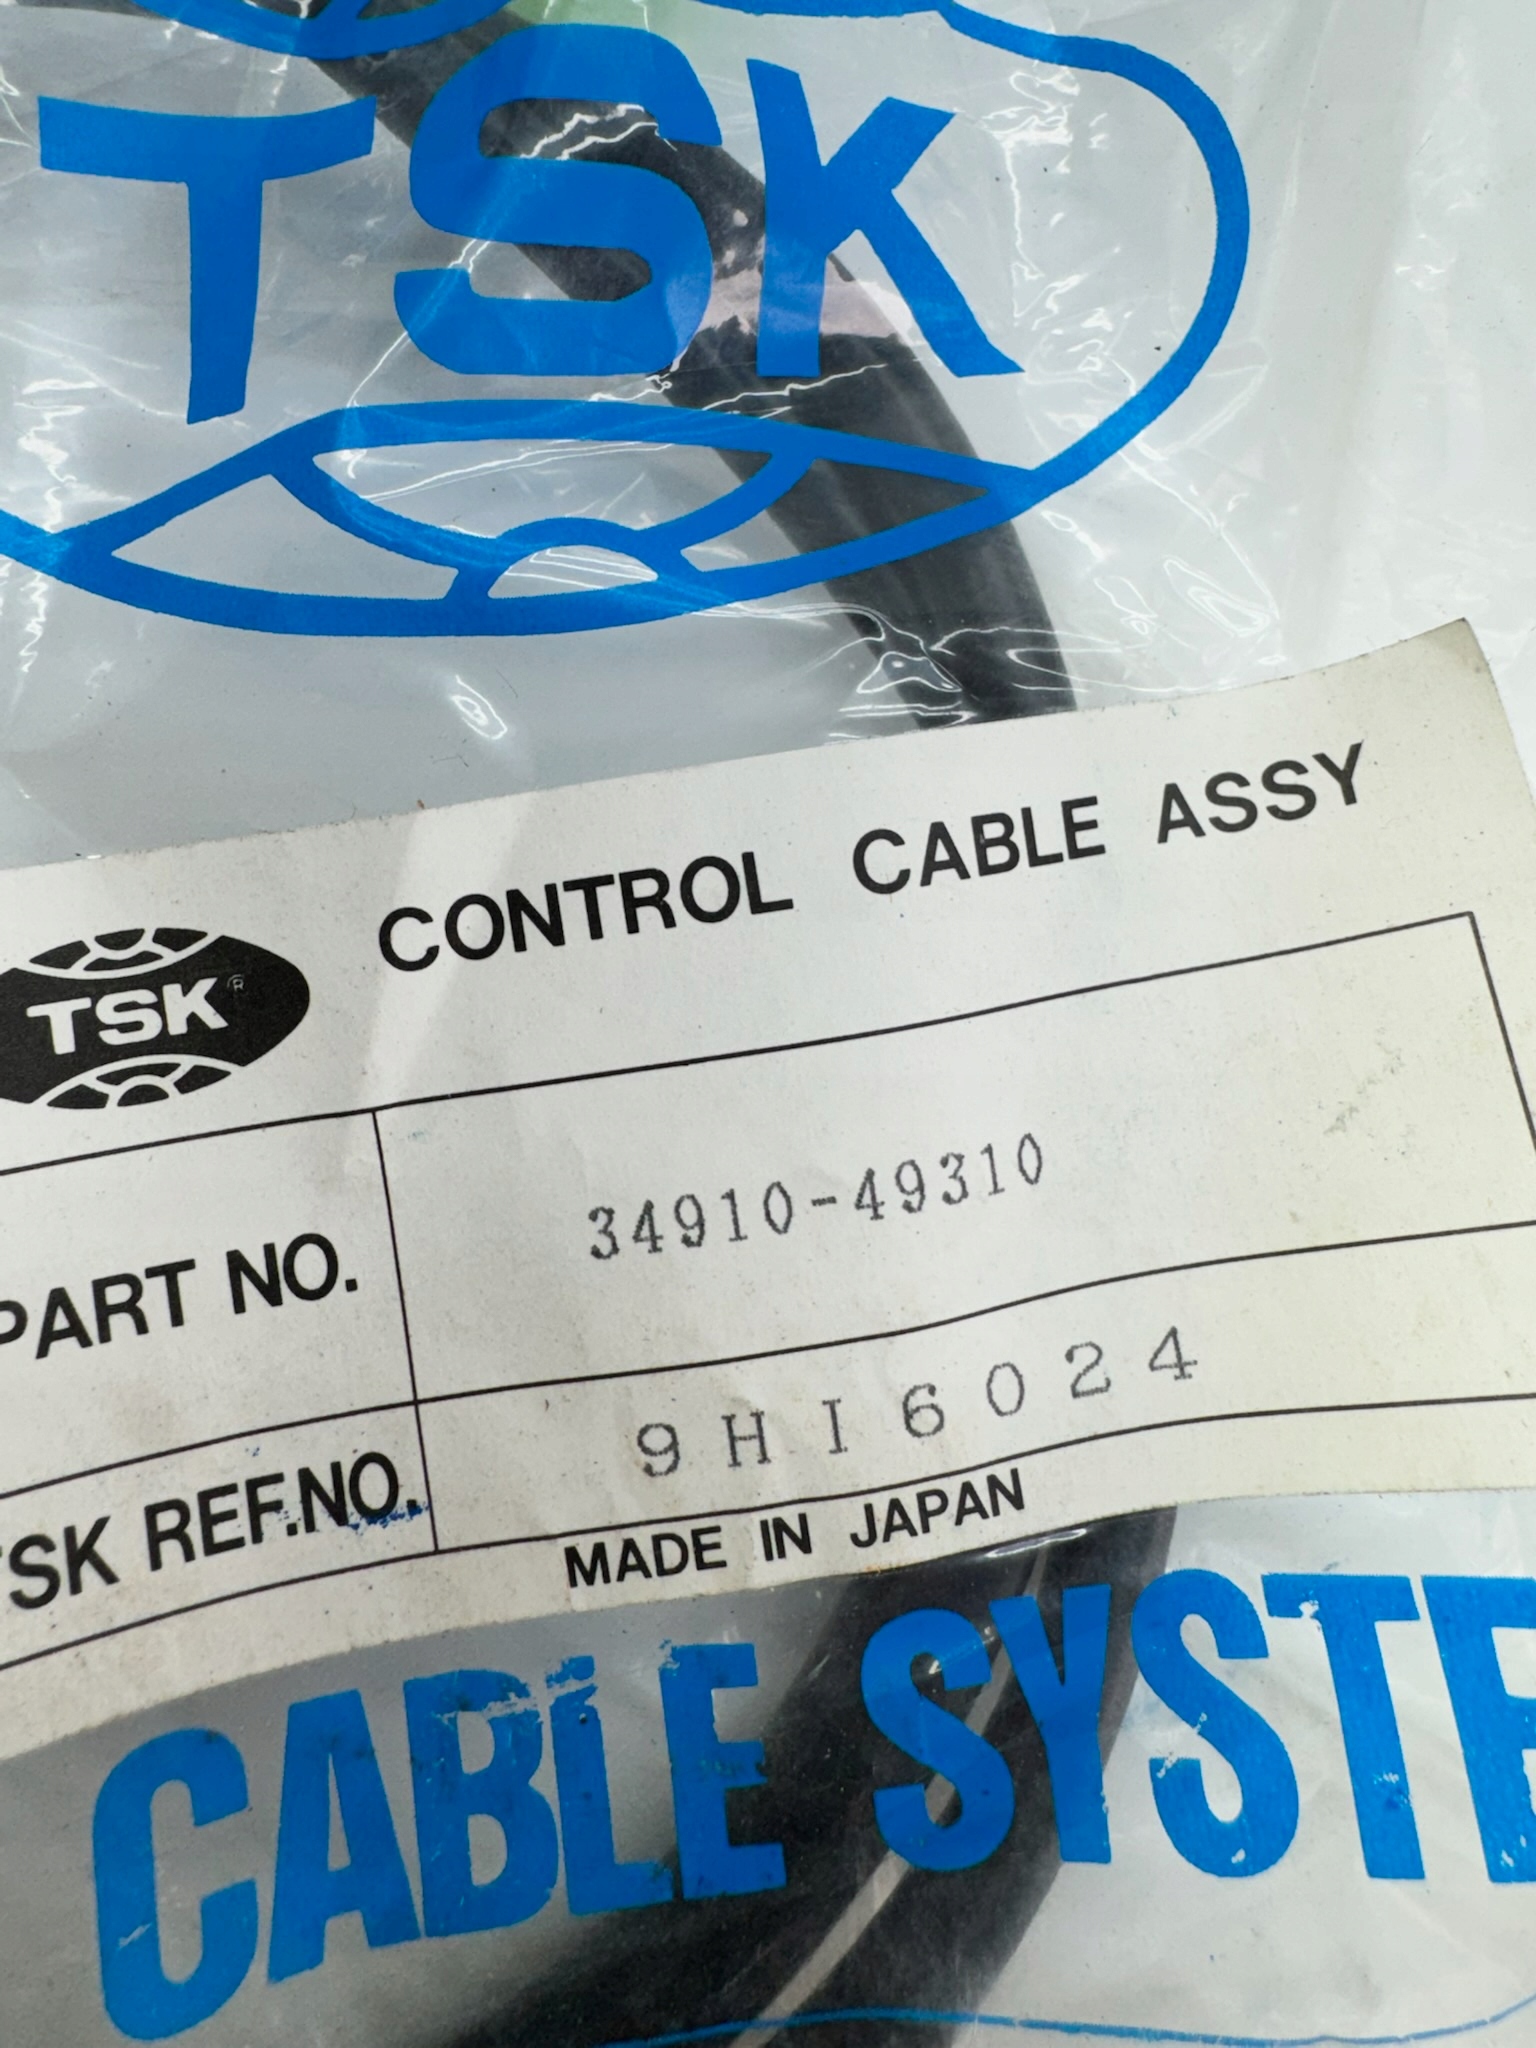 TSK
CONTROL CABLE ASSY
TSK®
PART NO.
34910-49310
TSK REF.NO.
9HI6024
MADE IN JAPAN
CABLE SYSTE